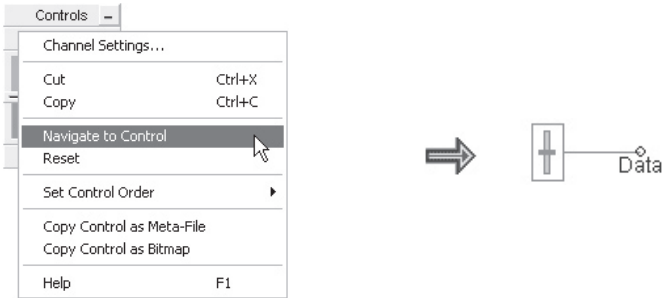 Controls
Channel Settings...
Cut Ctrl+X
Copy Ctrl+C
Navigate to Control
Reset
Set Control Order
Copy Control as Meta-File
Copy Control as Bitmap
Help F1
Data